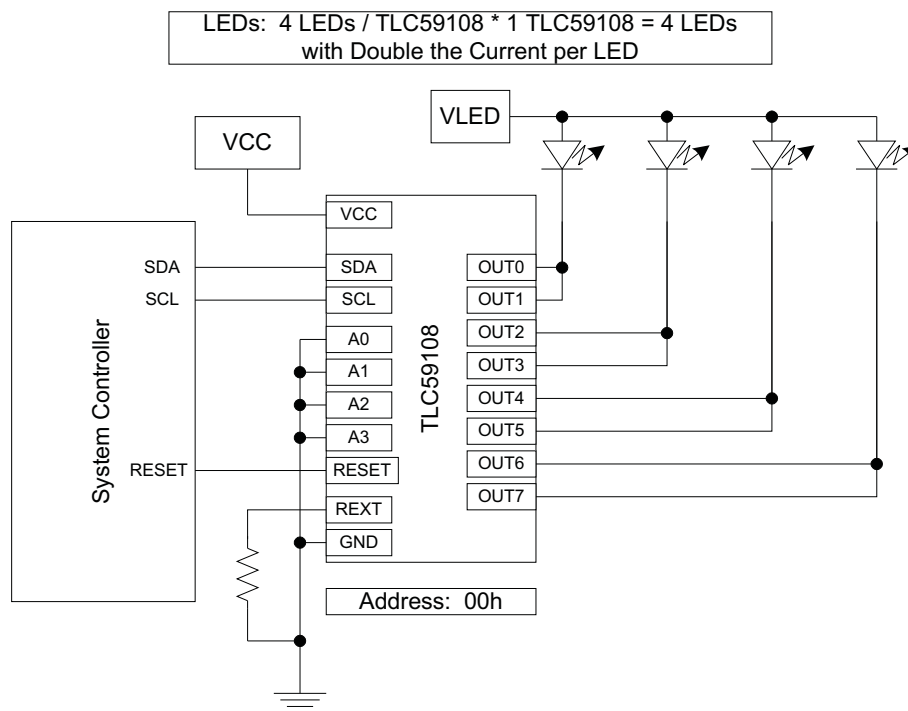 LEDs:  4 LEDs / TLC59108 * 1 TLC59108 = 4 LEDs
with Double the Current per LED
VLED
VCC
System Controller
SDA
SCL
RESET
TLC59108
VCC
SDA
SCL
A0
A1
A2
A3
RESET
REXT
GND
OUT0
OUT1
OUT2
OUT3
OUT4
OUT5
OUT6
OUT7
Address:  00h